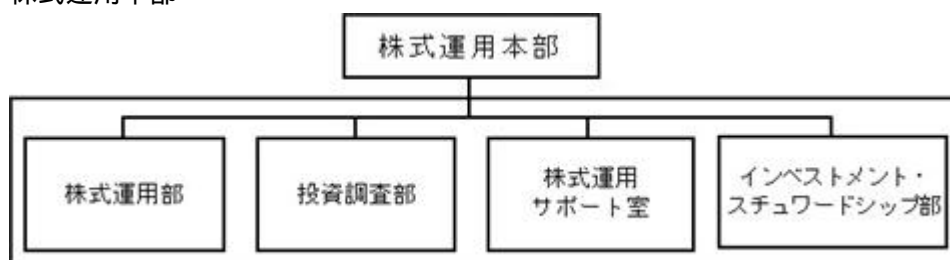 株式運用本部
株式運用部
投資調査部
株式運用
サポート室
インベストメント・
スチュワードシップ部